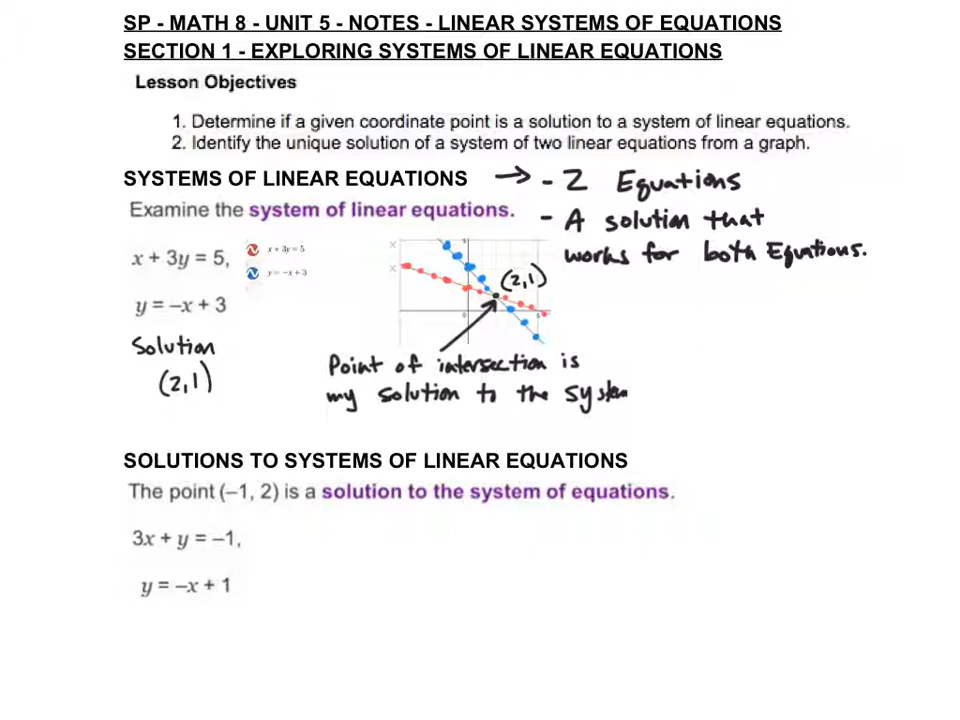 SP - MATH 8 - UNIT 5 - NOTES - LINEAR SYSTEMS OF EQUATIONS
SECTION 1 - EXPLORING SYSTEMS OF LINEAR EQUATIONS
Lesson Objectives
1. Determine if a given coordinate point is a solution to a system of linear equations.
2. Identify the unique solution of a system of two linear equations from a graph.
SYSTEMS OF LINEAR EQUATIONS → - 2 Equations
Examine the system of linear equations.
- A solution that
works for both Equations.
x + 3y = 5,
x + 3y = 5
y = -x + 3
y = –x + 3
5
0
5
(2,1)
Solution
(2,1)
Point of intersection is
my solution to the system
SOLUTIONS TO SYSTEMS OF LINEAR EQUATIONS
The point (–1, 2) is a solution to the system of equations.
3x + y = –1,
y = –x + 1